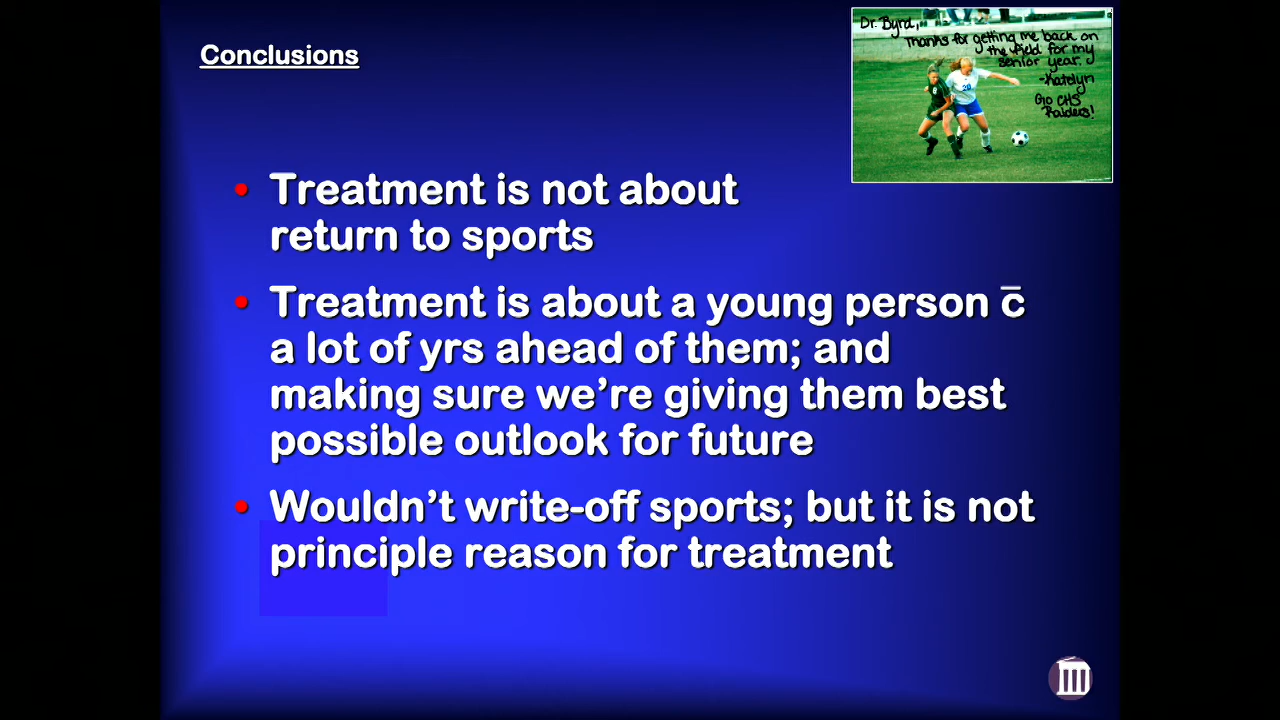 Conclusions
Dr. Byrd,
Thanks for getting me back on
the field for my
senior year.
-Katelyn
Go CHS
Raiders!
• Treatment is not about
return to sports
• Treatment is about a young person c̄
a lot of yrs ahead of them; and
making sure we’re giving them best
possible outlook for future
• Wouldn’t write-off sports; but it is not
principle reason for treatment